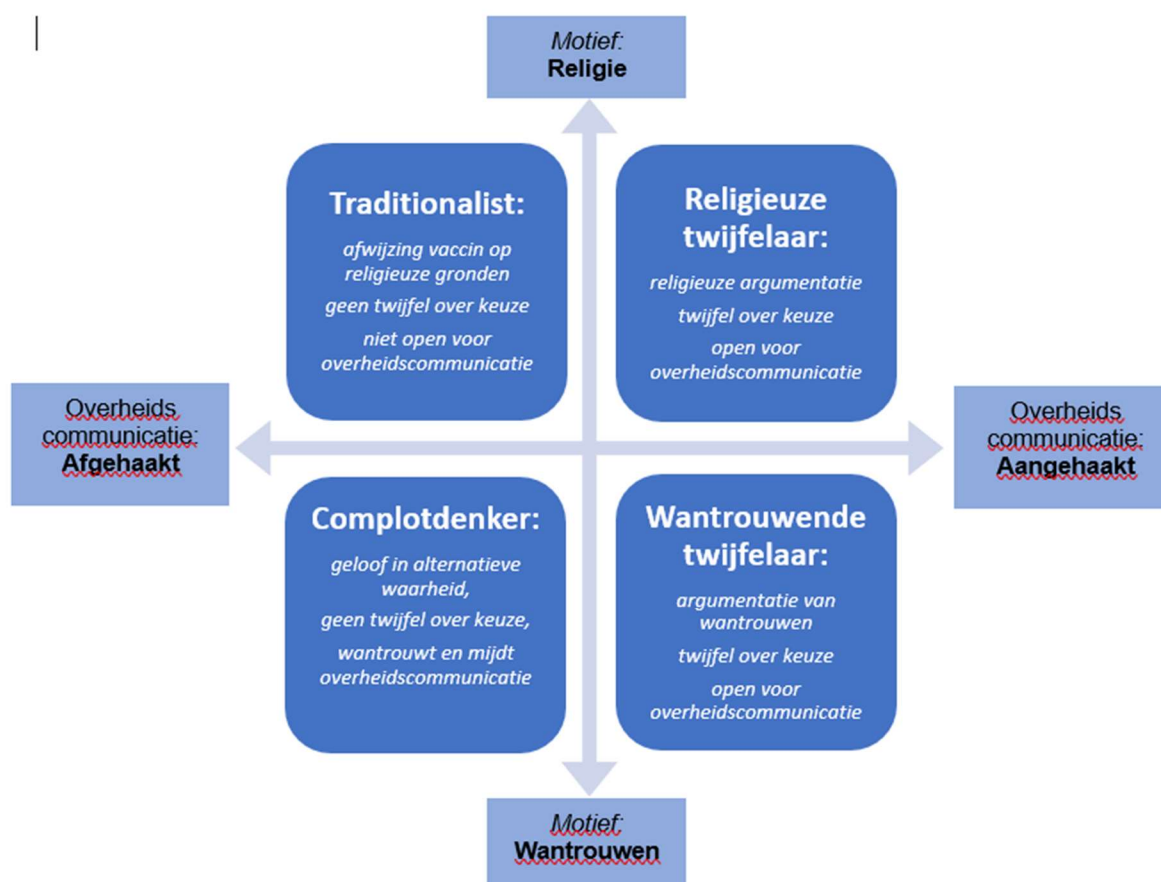 Motief:
Religie
Traditionalist:
afwijzing vaccin op
religieuze gronden
geen twijfel over keuze
niet open voor
overheidscommunicatie
Religieuze
twijfelaar:
religieuze argumentatie
twijfel over keuze
open voor
overheidscommunicatie
Overheids
communicatie:
Afgehaakt
Overheids
communicatie:
Aangehaakt
Complotdenker:
geloof in alternatieve
waarheid,
geen twijfel over keuze,
wantrouwt en mijdt
overheidscommunicatie
Wantrouwende
twijfelaar:
argumentatie van
wantrouwen
twijfel over keuze
open voor
overheidscommunicatie
Motief:
Wantrouwen